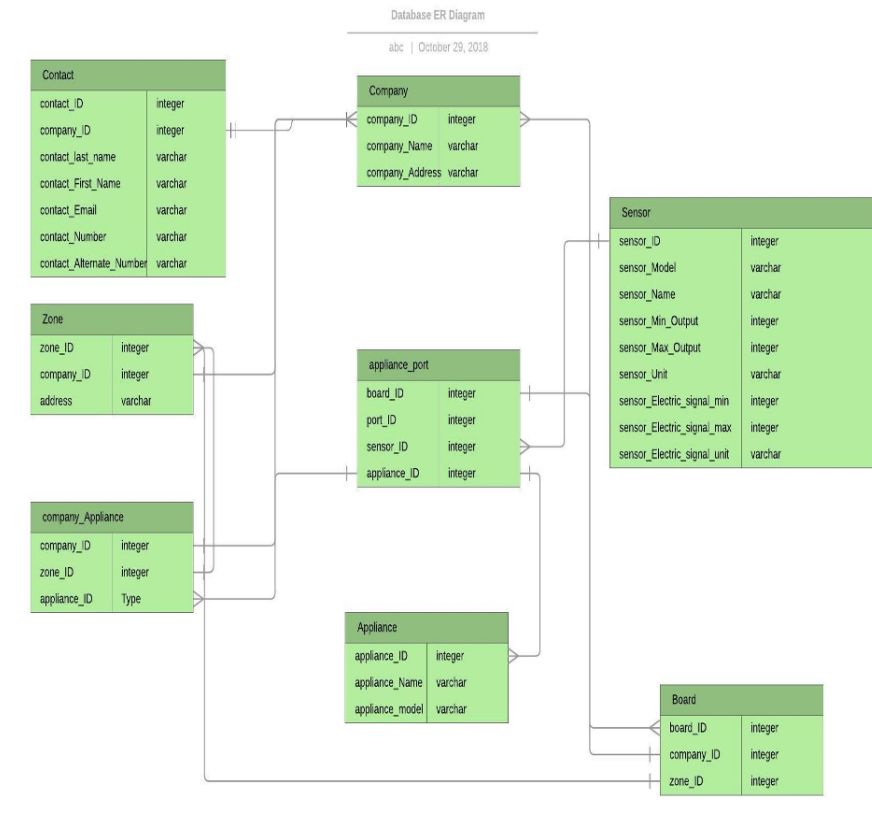 Database ER Diagram
abc | October 29, 2018
Contact
contact_ID integer
company_ID integer
contact_last_name varchar
contact_First_Name varchar
contact_Email varchar
contact_Number varchar
contact_Alternate_Number varchar
Company
company_ID integer
company_Name varchar
company_Address varchar
Sensor
sensor_ID integer
sensor_Model varchar
sensor_Name varchar
sensor_Min_Output integer
sensor_Max_Output integer
sensor_Unit varchar
sensor_Electric_signal_min integer
sensor_Electric_signal_max integer
sensor_Electric_signal_unit varchar
Zone
zone_ID integer
company_ID integer
address varchar
appliance_port
board_ID integer
port_ID integer
sensor_ID integer
appliance_ID integer
company_Appliance
company_ID integer
zone_ID integer
appliance_ID Type
Appliance
appliance_ID integer
appliance_Name varchar
appliance_model varchar
Board
board_ID integer
company_ID integer
zone_ID integer